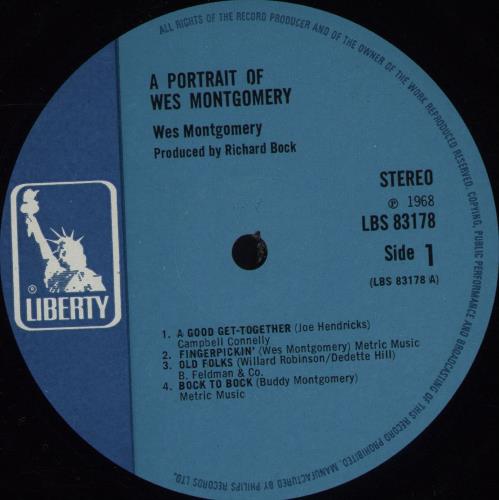 ALL RIGHTS OF THE RECORD PRODUCER AND OF THE OWNER OF THE WORK REPRODUCED RESERVED. COPYING, PUBLIC PERFORMANCE AND BROADCASTING OF THIS RECORD PROHIBITED. MANUFACTURED BY PHILIPS RECORDS LTD.
A PORTRAIT OF
WES MONTGOMERY
Wes Montgomery
Produced by Richard Bock
STEREO
℗ 1968
LBS 83178
Side 1
(LBS 83178 A)
®
LIBERTY
1. A GOOD GET-TOGETHER (Joe Hendricks)
Campbell Connelly
2. FINGERPICKIN' (Wes Montgomery) Metric Music
3. OLD FOLKS (Willard Robinson/Dedette Hill)
B. Feldman & Co.
4. BOCK TO BOCK (Buddy Montgomery)
Metric Music